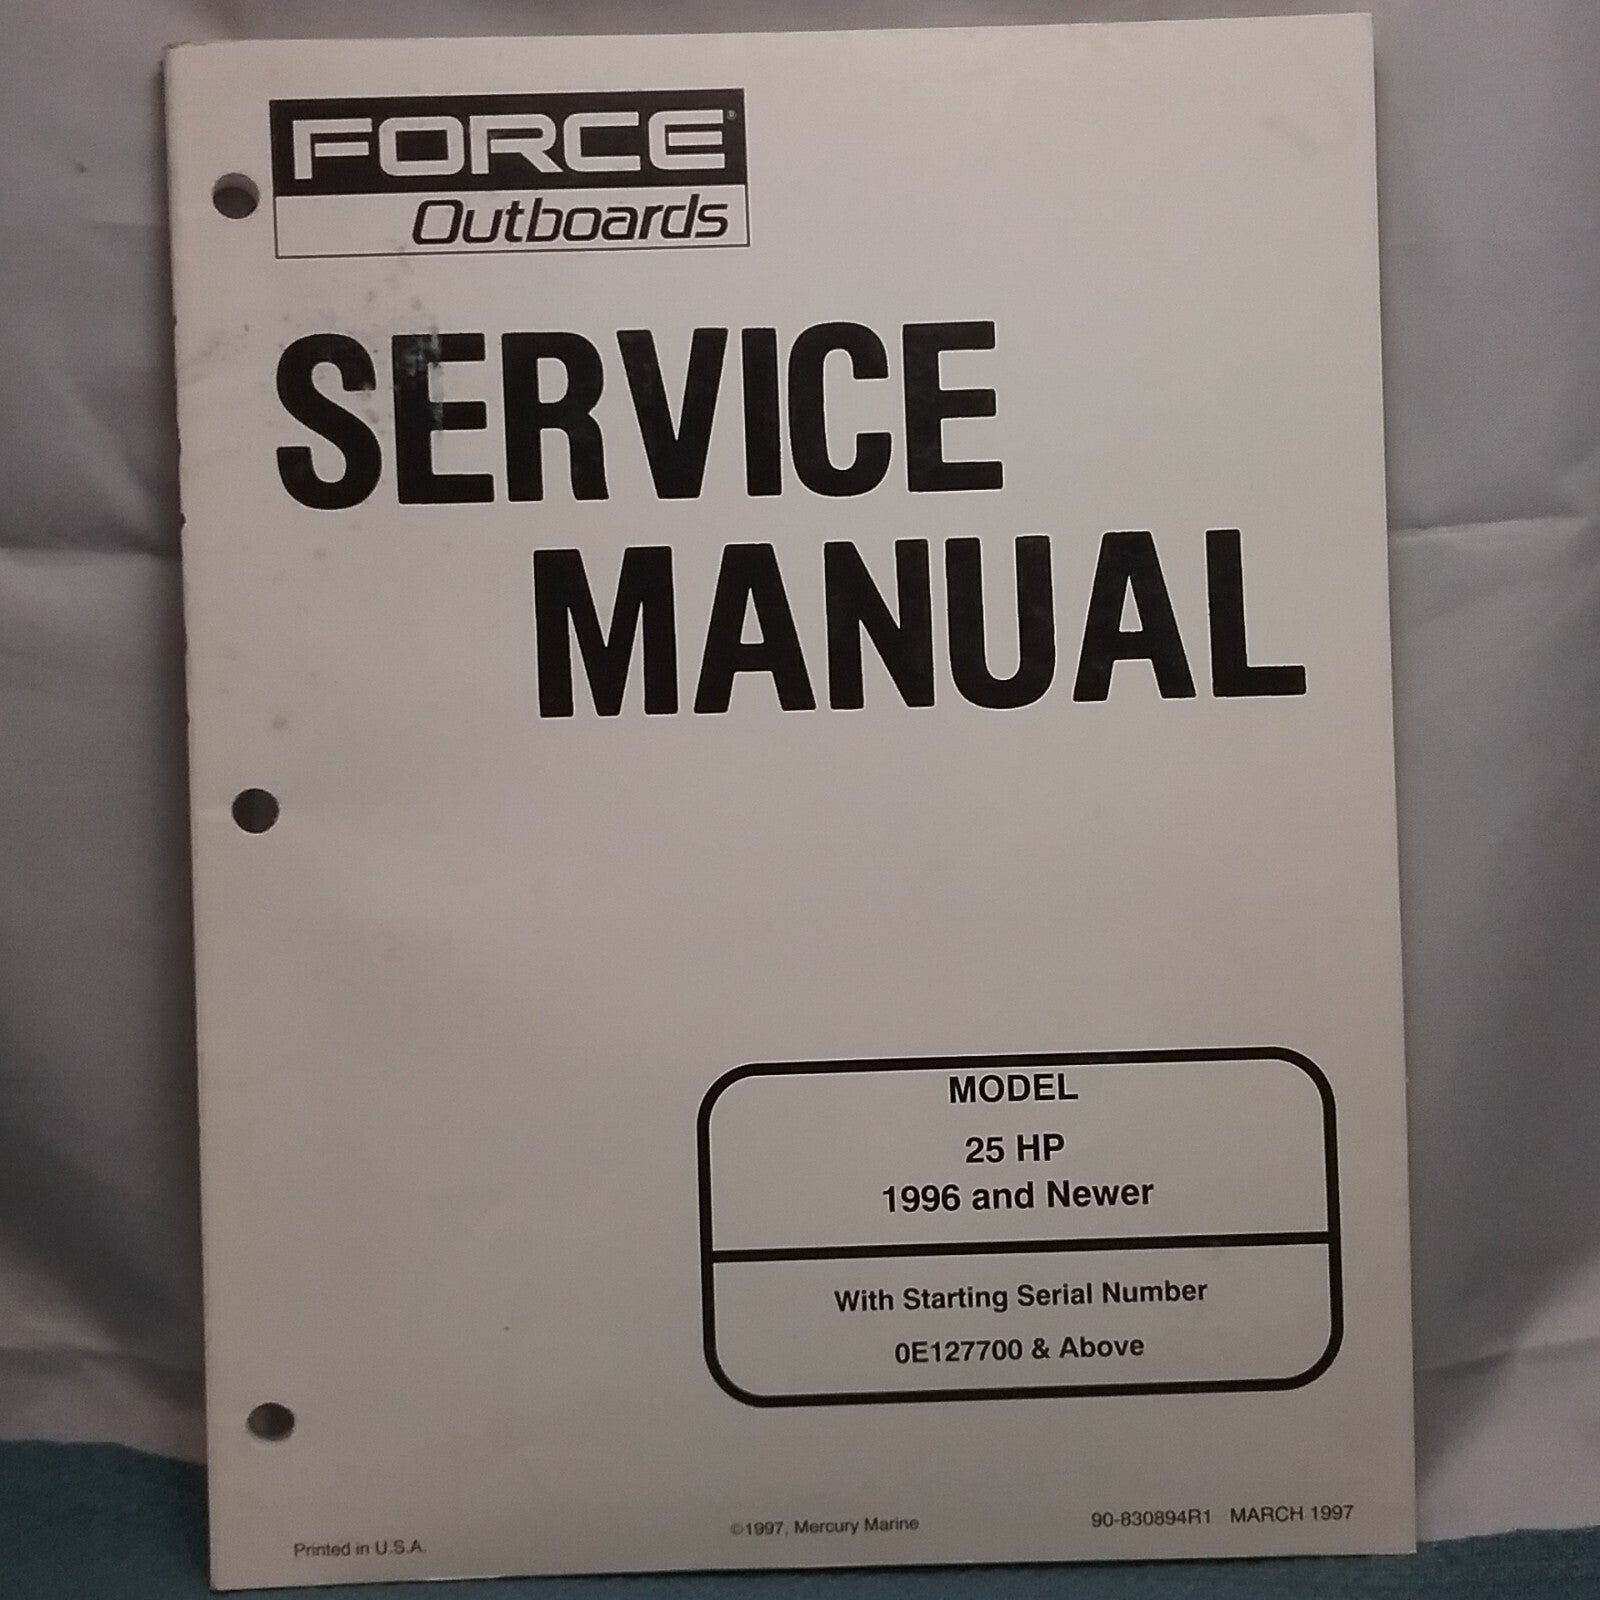 FORCE®
Outboards
SERVICE
MANUAL
MODEL
25 HP
1996 and Newer
With Starting Serial Number
0E127700 & Above
Printed in U.S.A.
©1997, Mercury Marine
90-830894R1 MARCH 1997